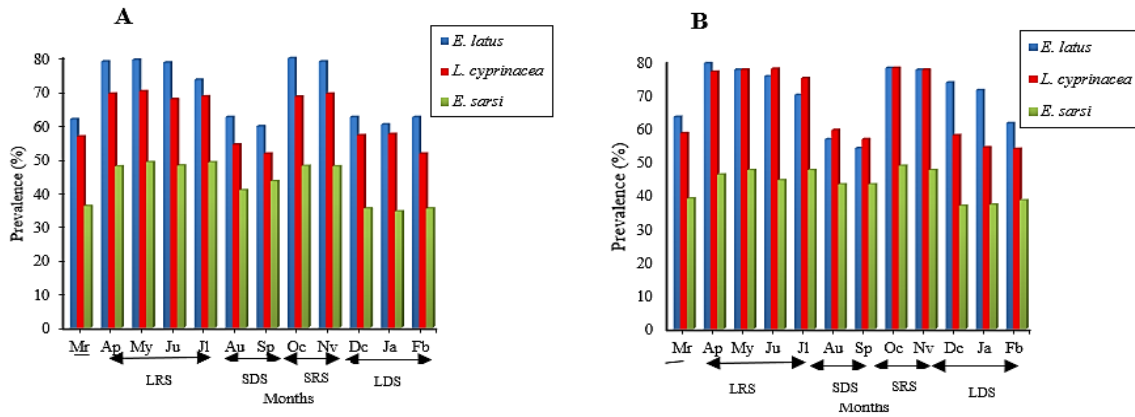 A
E. latus
L. cyprinacea
E. sarsi
80
70
60
50
40
30
20
10
0
Prevalence (%)
Mr Ap My Ju Jl Au Sp Oc Nv Dc Ja Fb
LRS SDS SRS LDS
Months
B
E. latus
L. cyprinacea
E. sarsi
80
70
60
50
40
30
20
10
0
Prevalence (%)
Mr Ap My Ju Jl Au Sp Oc Nv Dc Ja Fb
LRS SDS SRS LDS
Months